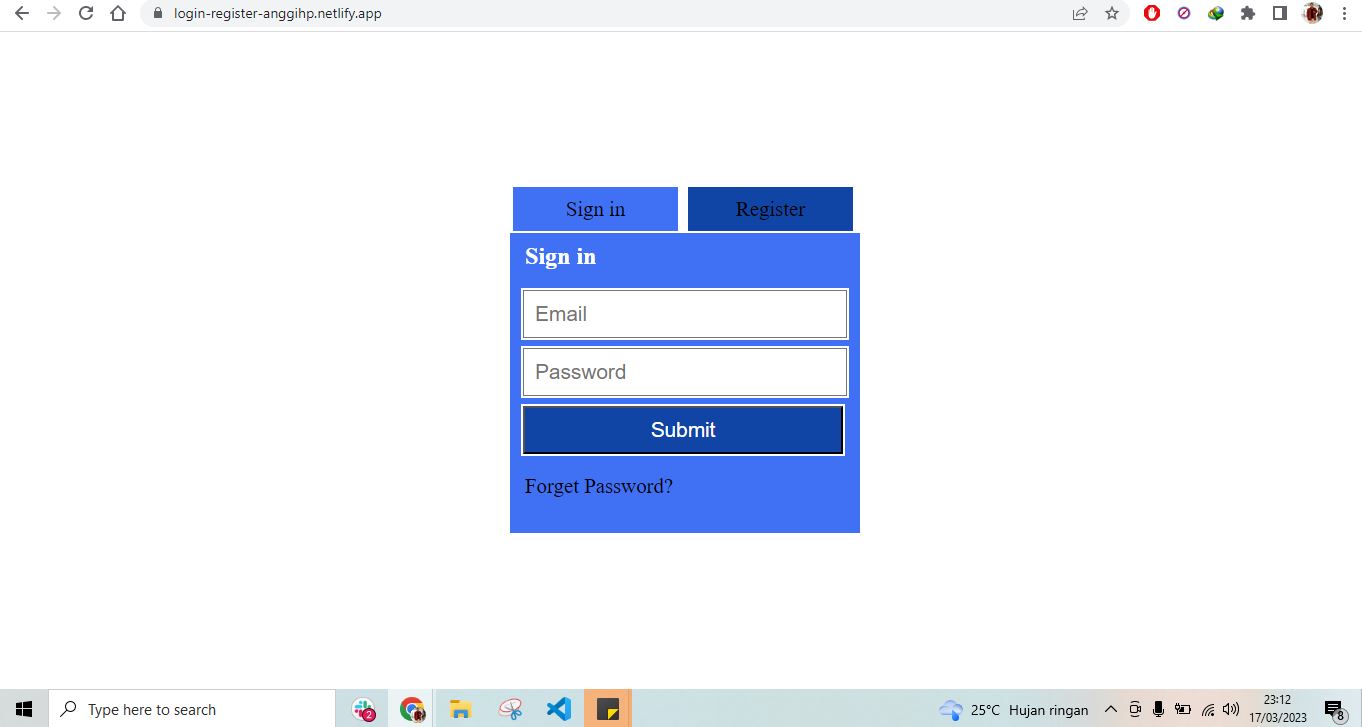 login-register-anggihp.netlify.app
Sign in
Register
Sign in
Email
Password
Submit
Forget Password?
Type here to search
2
25°C Hujan ringan
23:12
17/03/2023
8